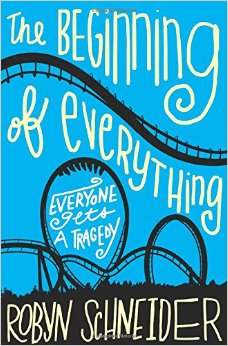 The BEGINNING
of EVERYTHING
EVERYONE
gets
A TRAGEDY
ROBYN SCHNEIDER